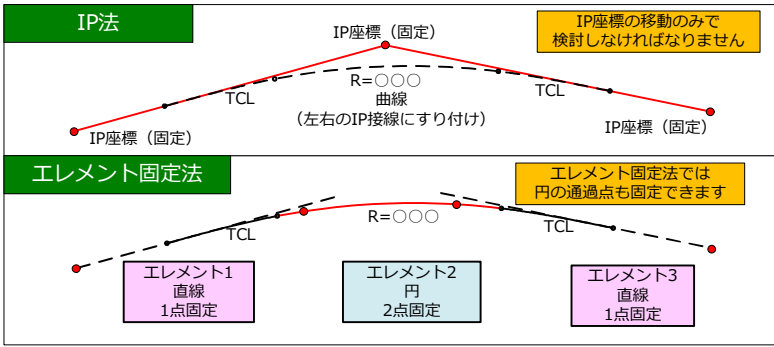 IP法
IP座標（固定）
IP座標の移動のみで
検討しなければなりません
TCL
R=○○○
曲線
（左右のIP接線にすり付け）
TCL
IP座標（固定）
IP座標（固定）
エレメント固定法
エレメント固定法では
円の通過点も固定できます
TCL
R=○○○
TCL
エレメント1
直線
1点固定
エレメント2
円
2点固定
エレメント3
直線
1点固定